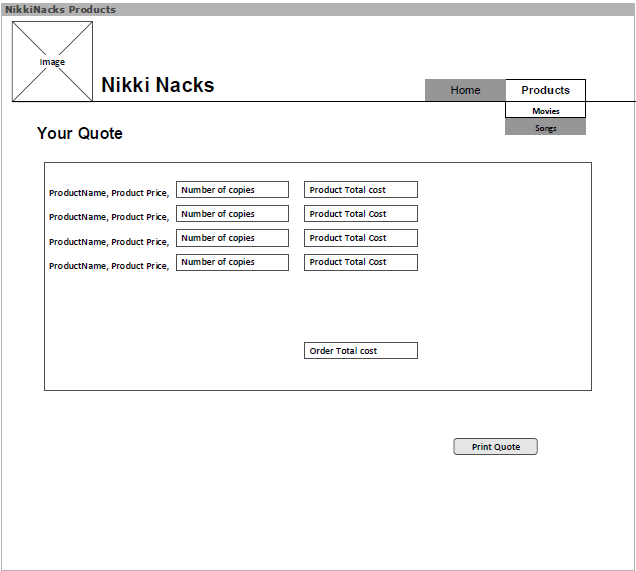 NikkiNacks Products
Image
Nikki Nacks
Home Products
Movies
Songs
Your Quote
ProductName, Product Price, Number of copies Product Total cost
ProductName, Product Price, Number of copies Product Total Cost
ProductName, Product Price, Number of copies Product Total Cost
ProductName, Product Price, Number of copies Product Total Cost
Order Total cost
Print Quote